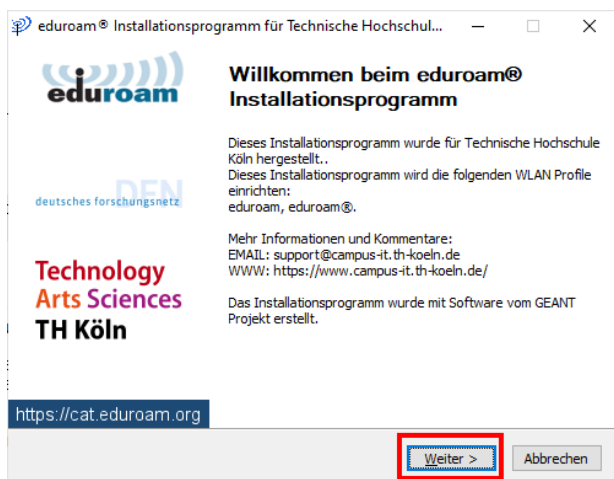 eduroam® Installationsprogramm für Technische Hochschul...
eduroam
Willkommen beim eduroam®
Installationsprogramm
Dieses Installationsprogramm wurde für Technische Hochschule
Köln hergestellt..
Dieses Installationsprogramm wird die folgenden WLAN Profile
einrichten:
eduroam, eduroam®.
DFN
deutsches forschungsnetz
Mehr Informationen und Kommentare:
EMAIL: support@campus-it.th-koeln.de
WWW: https://www.campus-it.th-koeln.de/
Das Installationsprogramm wurde mit Software vom GEANT
Projekt erstellt.
Technology
Arts Sciences
TH Köln
https://cat.eduroam.org
Weiter >
Abbrechen